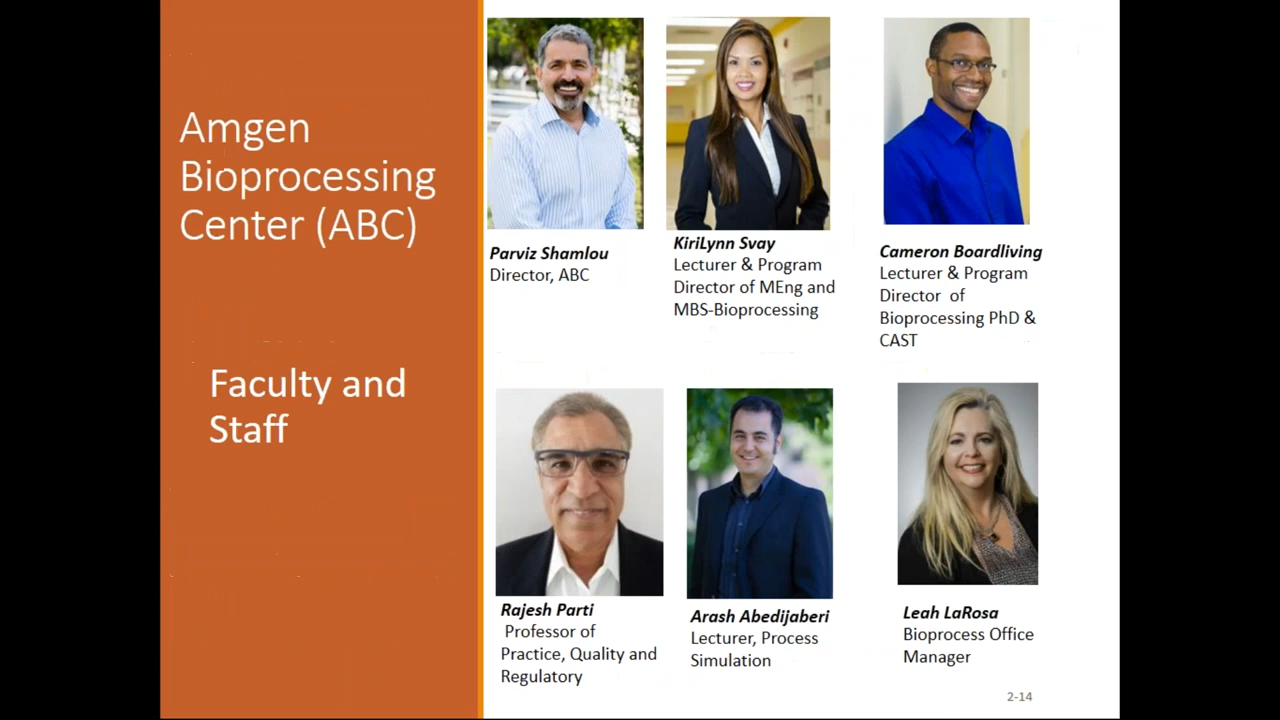 Amgen
Bioprocessing
Center (ABC)
Faculty and
Staff
Parviz Shamlou
Director, ABC
KiriLynn Svay
Lecturer & Program
Director of MEng and
MBS-Bioprocessing
Cameron Boardliving
Lecturer & Program
Director of
Bioprocessing PhD &
CAST
Rajesh Parti
Professor of
Practice, Quality and
Regulatory
Arash Abedijaberi
Lecturer, Process
Simulation
Leah LaRosa
Bioprocess Office
Manager
2-14